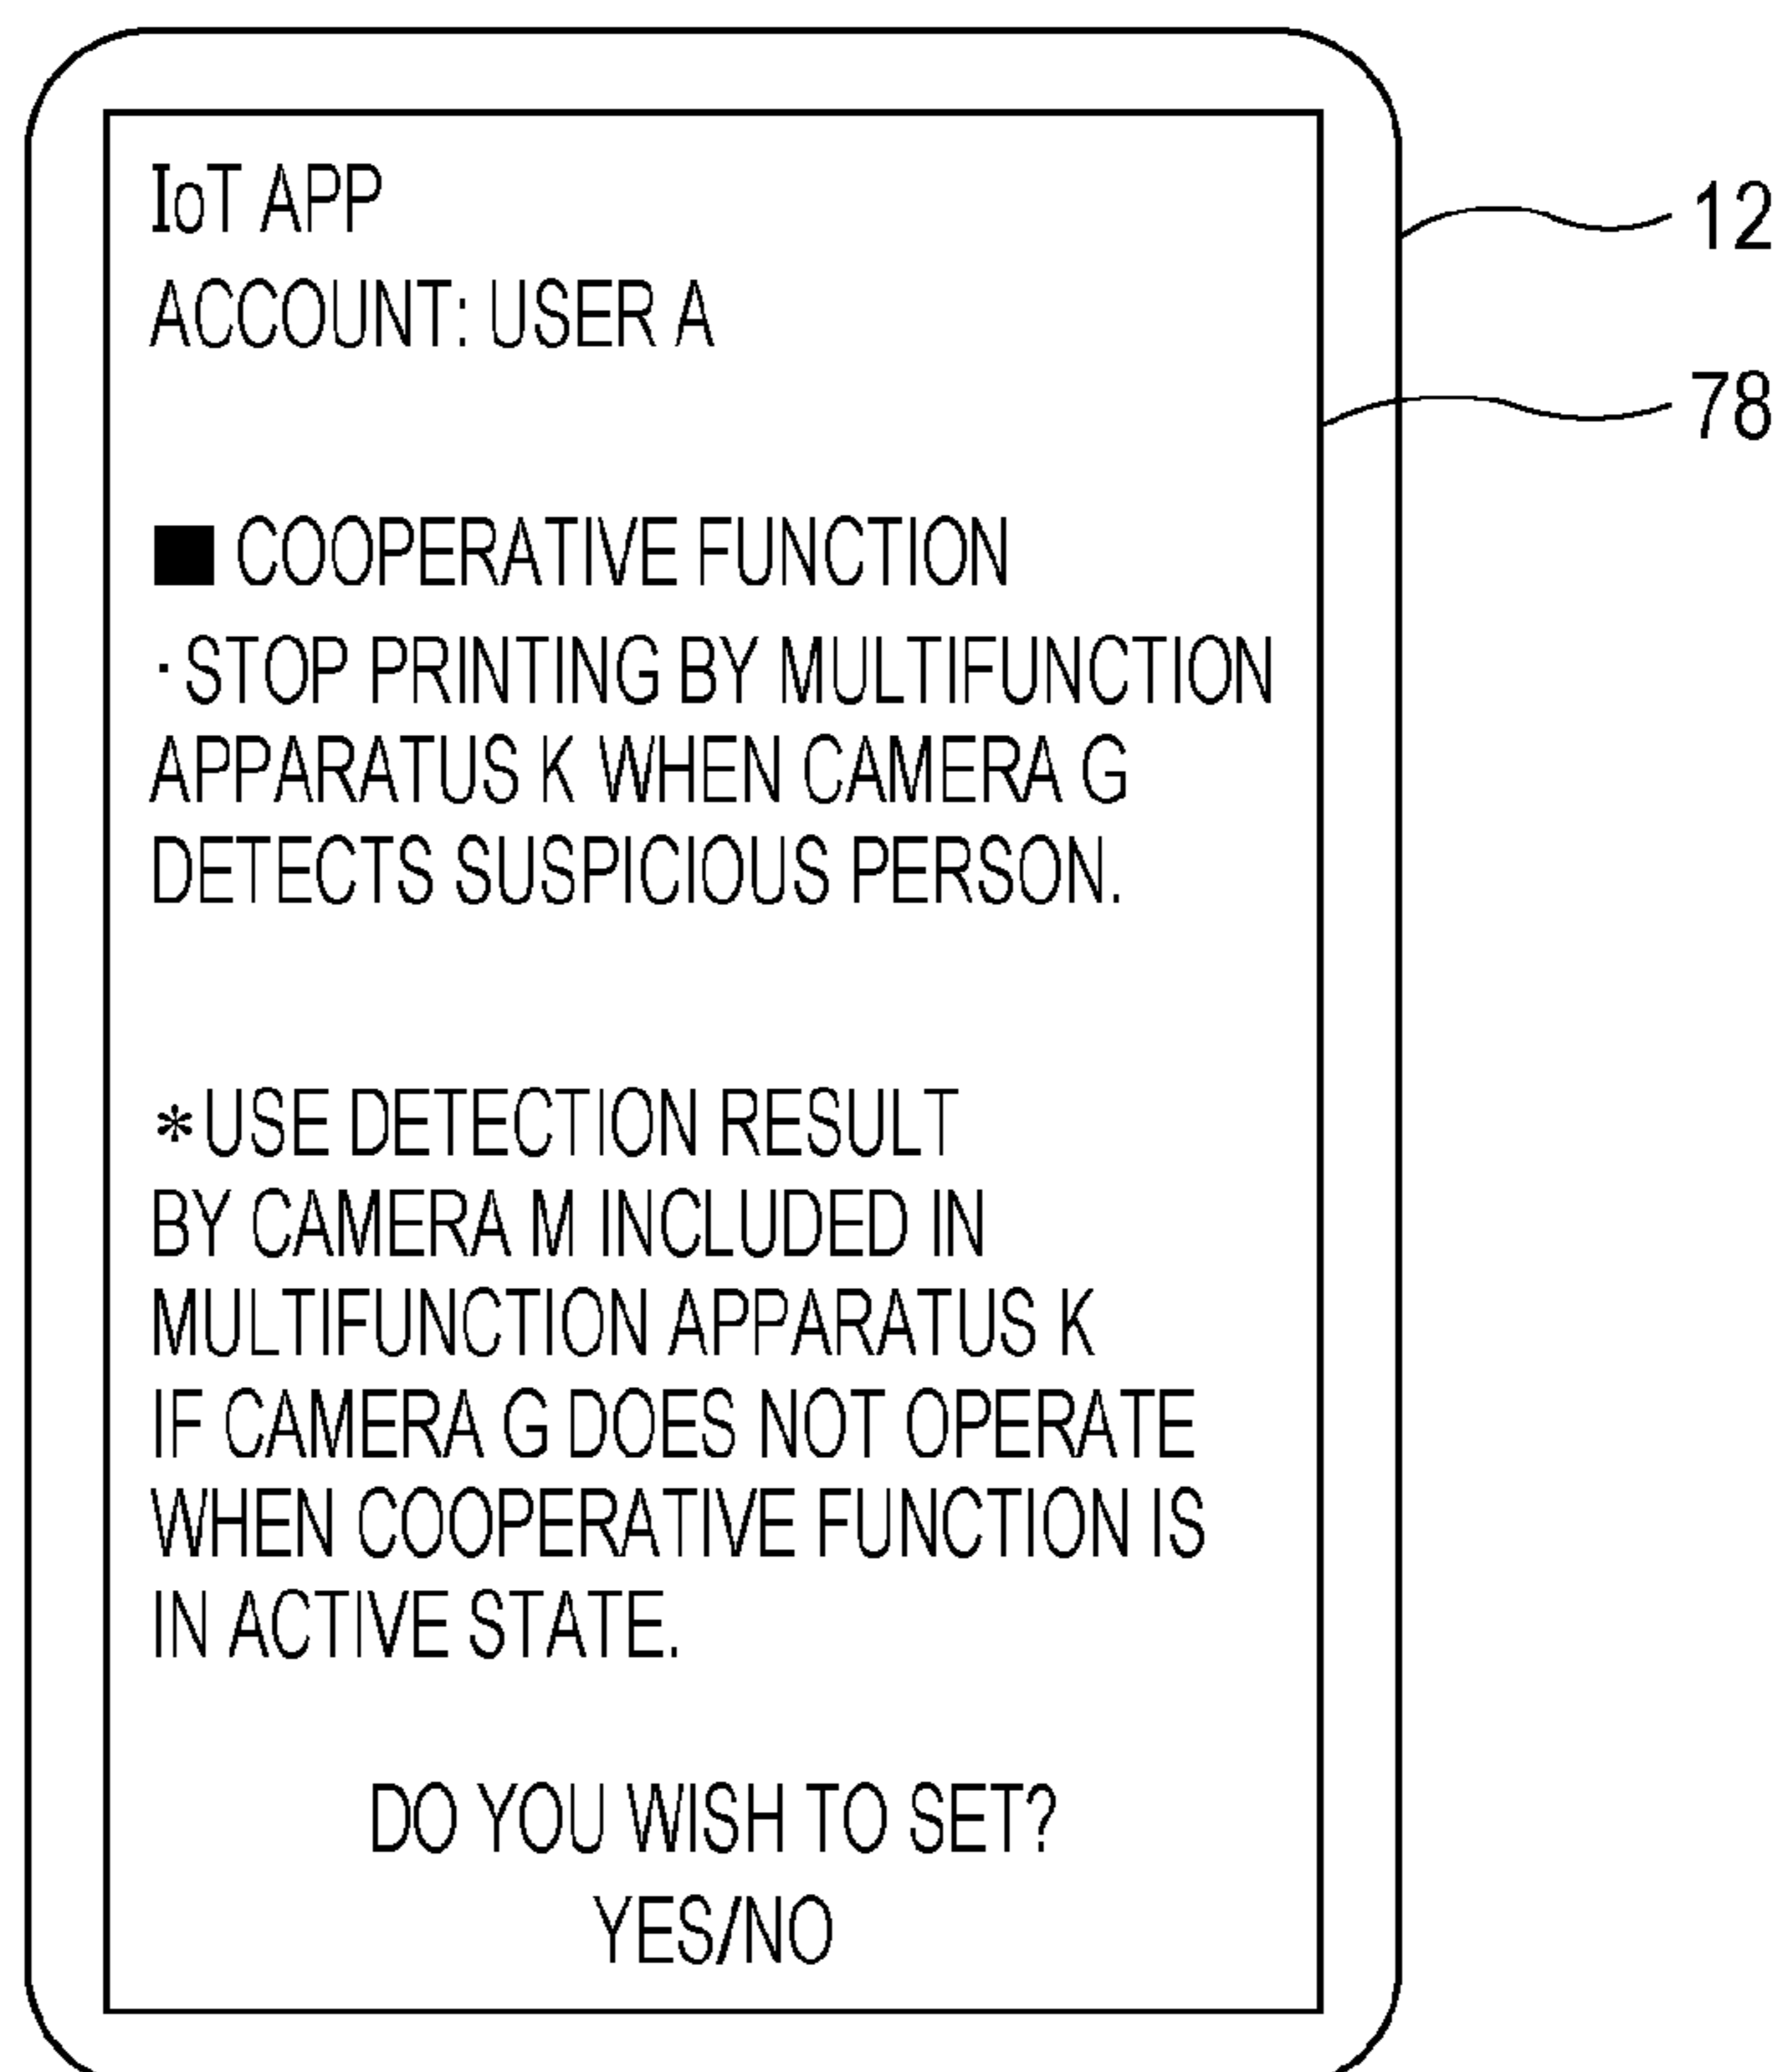 IoT APP
ACCOUNT: USER A
12
78
■ COOPERATIVE FUNCTION
·STOP PRINTING BY MULTIFUNCTION
APPARATUS K WHEN CAMERA G
DETECTS SUSPICIOUS PERSON.
*USE DETECTION RESULT
BY CAMERA M INCLUDED IN
MULTIFUNCTION APPARATUS K
IF CAMERA G DOES NOT OPERATE
WHEN COOPERATIVE FUNCTION IS
IN ACTIVE STATE.
DO YOU WISH TO SET?
YES/NO